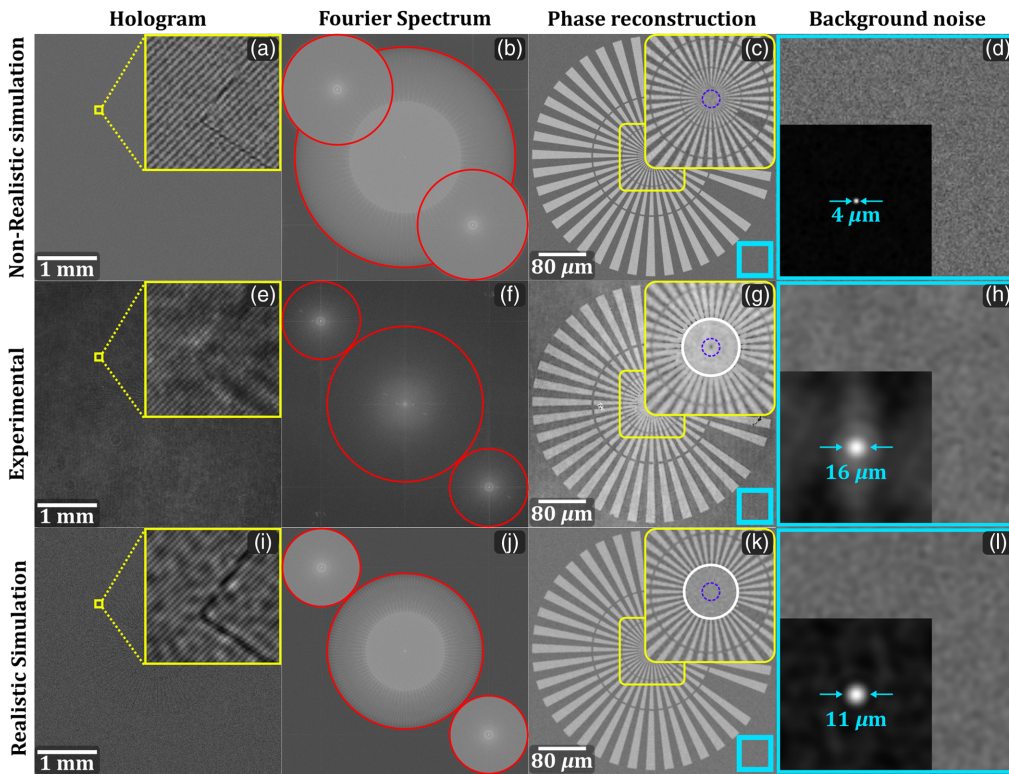 Hologram
Fourier Spectrum
Phase reconstruction
Background noise
Non-Realistic simulation
(a)
1 mm
(b)
(c)
80 μm
(d)
4 μm
Experimental
(e)
1 mm
(f)
(g)
80 μm
(h)
16 μm
Realistic Simulation
(i)
1 mm
(j)
(k)
80 μm
(l)
11 μm